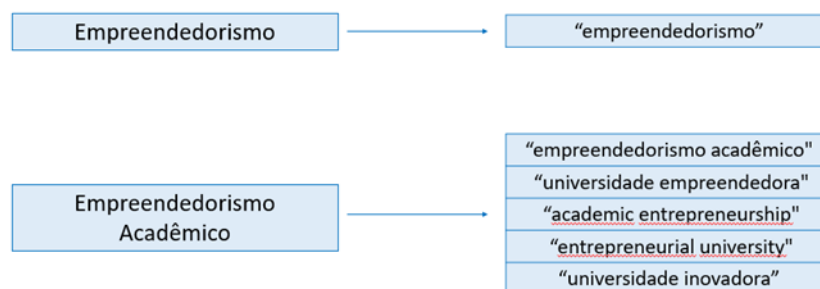 Empreendedorismo
“empreendedorismo”
Empreendedorismo
Acadêmico
“empreendedorismo acadêmico"
“universidade empreendedora"
“academic entrepreneurship"
“entrepreneurial university"
“universidade inovadora”